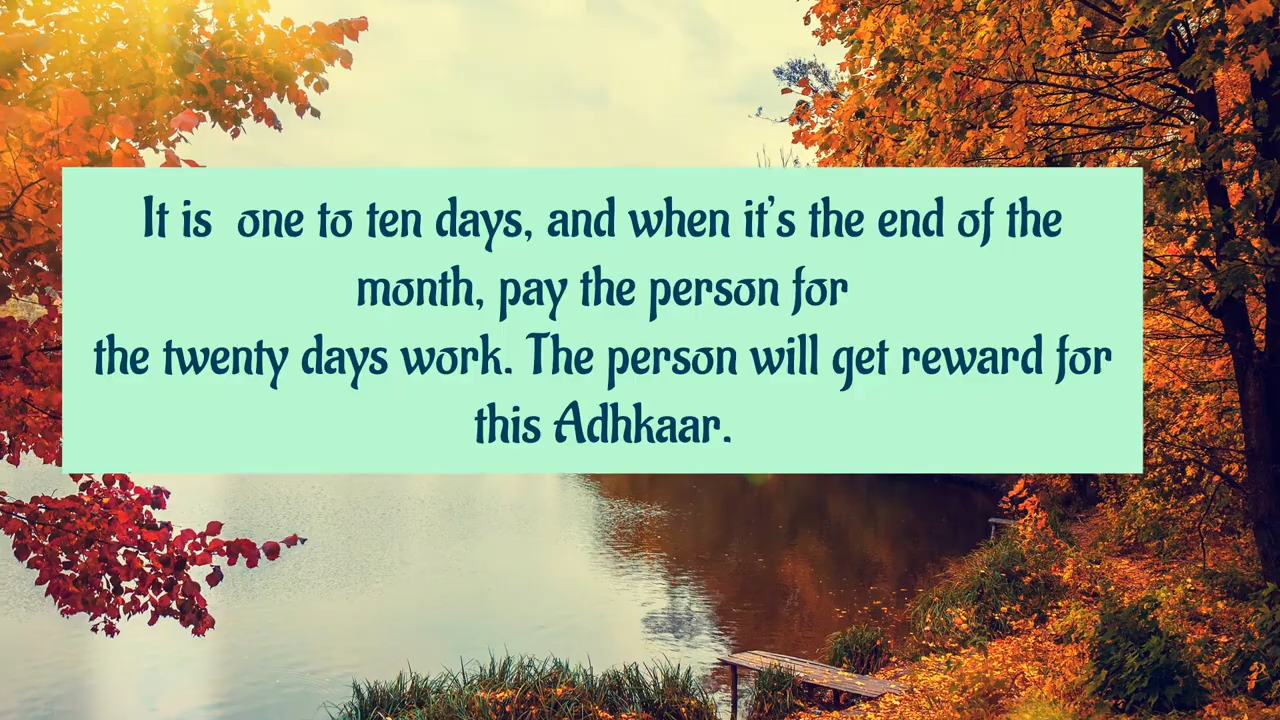 It is  one to ten days, and when it's the end of the
month, pay the person for
the twenty days work. The person will get reward for
this Adhkaar.